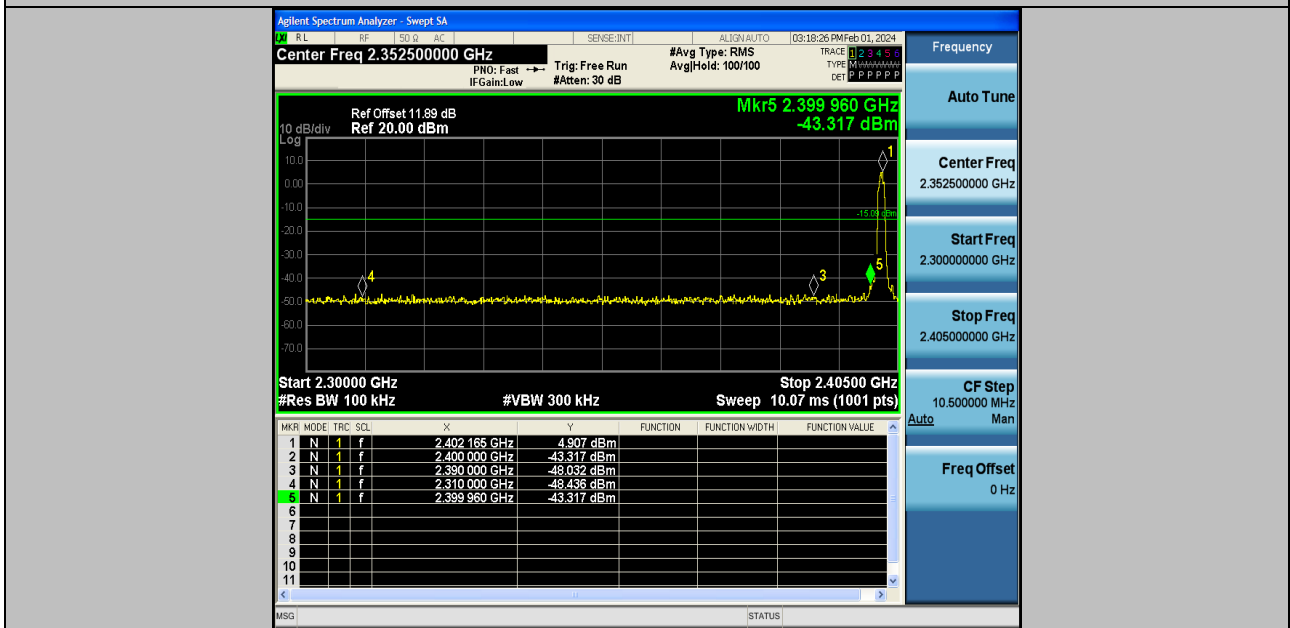 Agilent Spectrum Analyzer - Swept SA
LXI RL RF 50 Ω AC SENSE:INT ALIGN AUTO 03:18:26 PM Feb 01, 2024
Center Freq 2.352500000 GHz
PNO: Fast
IFGain:Low
Trig: Free Run
#Atten: 30 dB
#Avg Type: RMS
Avg|Hold: 100/100
TRACE 1 2 3 4 5 6
TYPE M
DET P P P P P P
Ref Offset 11.89 dB
10 dB/div Ref 20.00 dBm
Log
Mkr5 2.399 960 GHz
-43.317 dBm
10.0
0.00
-10.0
-20.0
-30.0
-40.0
-50.0
-60.0
-70.0
1
-15.09 dBm
5
3
4
Start 2.30000 GHz Stop 2.40500 GHz
#Res BW 100 kHz #VBW 300 kHz Sweep 10.07 ms (1001 pts)
MKR MODE TRC SCL X Y FUNCTION FUNCTION WIDTH FUNCTION VALUE
1 N 1 f 2.402 165 GHz 4.907 dBm
2 N 1 f 2.400 000 GHz -43.317 dBm
3 N 1 f 2.390 000 GHz -48.032 dBm
4 N 1 f 2.310 000 GHz -48.436 dBm
5 N 1 f 2.399 960 GHz -43.317 dBm
6
7
8
9
10
11
MSG STATUS
Frequency
Auto Tune
Center Freq
2.352500000 GHz
Start Freq
2.300000000 GHz
Stop Freq
2.405000000 GHz
CF Step
10.500000 MHz
Auto Man
Freq Offset
0 Hz